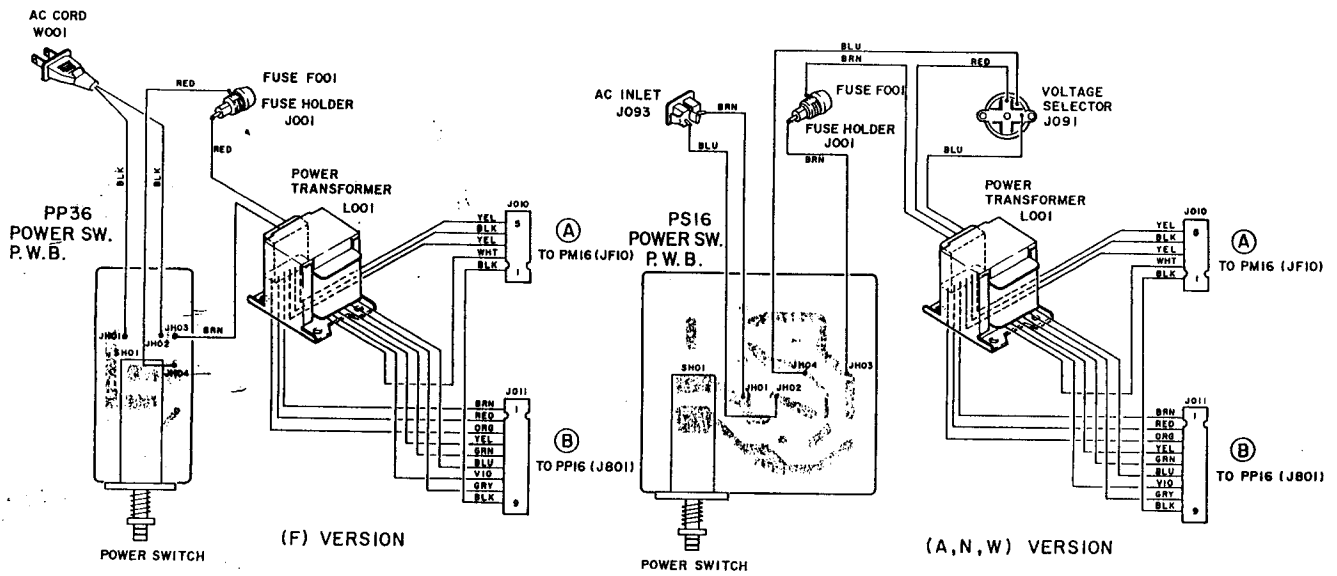 AC CORD
W001
RED
FUSE F001
FUSE HOLDER
J001
RED
BLK
BLK
POWER
TRANSFORMER
L001
PP36
POWER SW.
P.W.B.
JH01
JH02
JH03
BRN
SH01
JH04
YEL
BLK
YEL
WHT
BLK
J010
5
1
A
TO PM16 (JF10)
BRN
RED
ORG
YEL
GRN
BLU
VIO
GRY
BLK
J011
1
9
B
TO PP16 (J801)
POWER SWITCH
(F) VERSION
BLU
BRN
RED
AC INLET
J093
BRN
BLU
FUSE F001
FUSE HOLDER
J001
BRN
VOLTAGE
SELECTOR
J091
BLU
POWER
TRANSFORMER
L001
PS16
POWER SW.
P.W.B.
SH01
JH01
JH02
JH04
JH03
YEL
BLK
YEL
WHT
BLK
J010
1
A
TO PM16 (JF10)
BRN
RED
ORG
YEL
GRN
BLU
VIO
GRY
BLK
J011
1
9
B
TO PP16 (J801)
POWER SWITCH
(A,N,W) VERSION